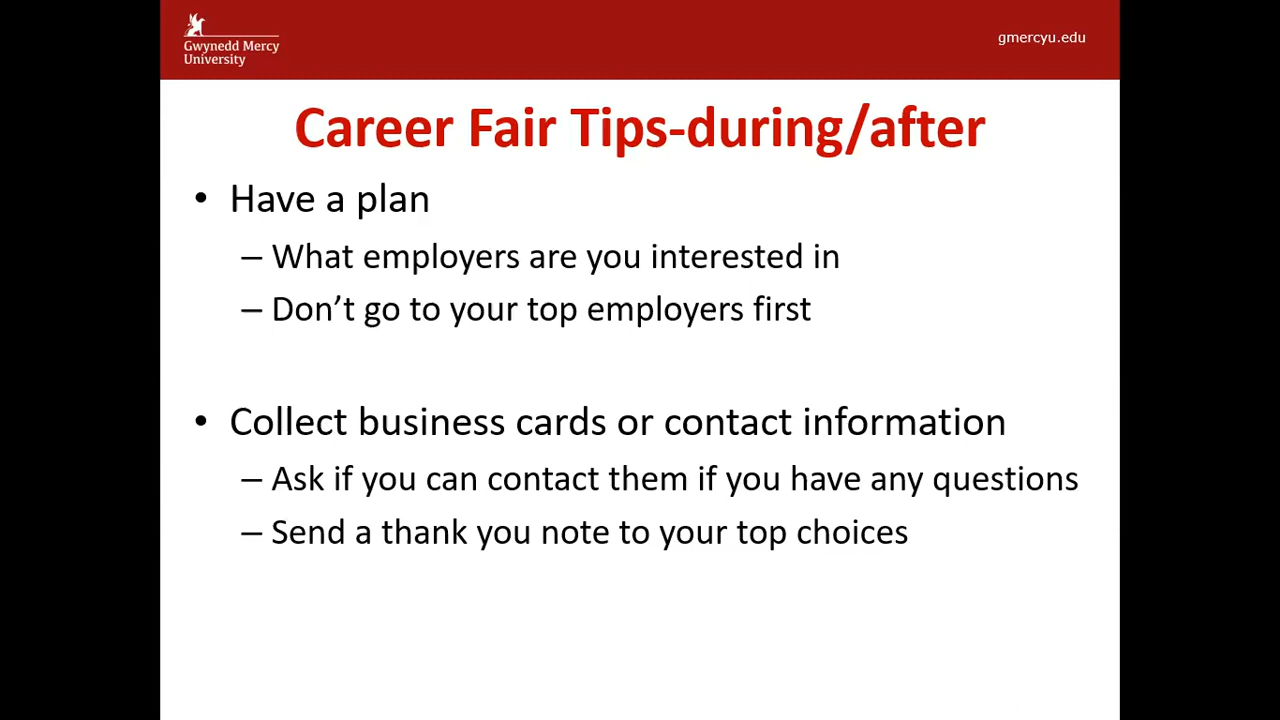 Gwynedd Mercy
University
gmercyu.edu
Career Fair Tips-during/after
• Have a plan
– What employers are you interested in
– Don’t go to your top employers first
• Collect business cards or contact information
– Ask if you can contact them if you have any questions
– Send a thank you note to your top choices